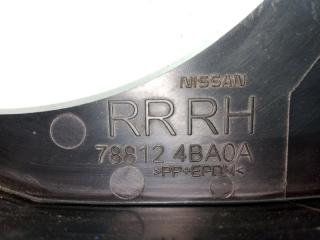 NISSAN
RR RH
78812 4BA0A
>PP+EPDM<